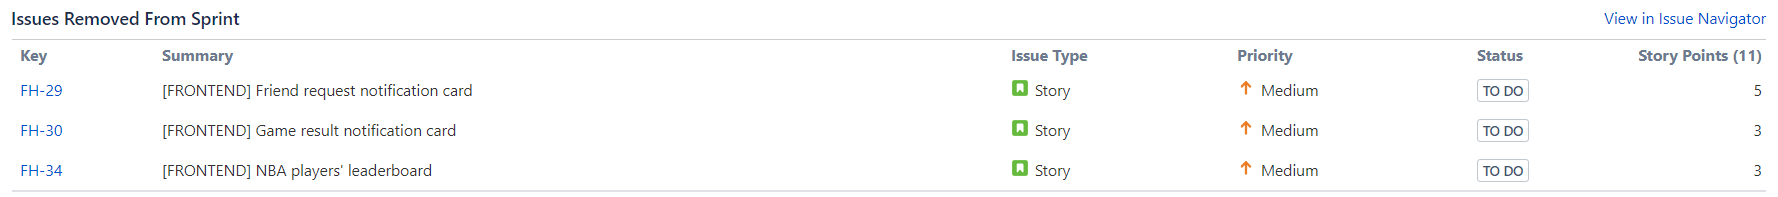 Issues Removed From Sprint View in Issue Navigator
Key Summary Issue Type Priority Status Story Points (11)
FH-29 [FRONTEND] Friend request notification card Story Medium TO DO 5
FH-30 [FRONTEND] Game result notification card Story Medium TO DO 3
FH-34 [FRONTEND] NBA players' leaderboard Story Medium TO DO 3